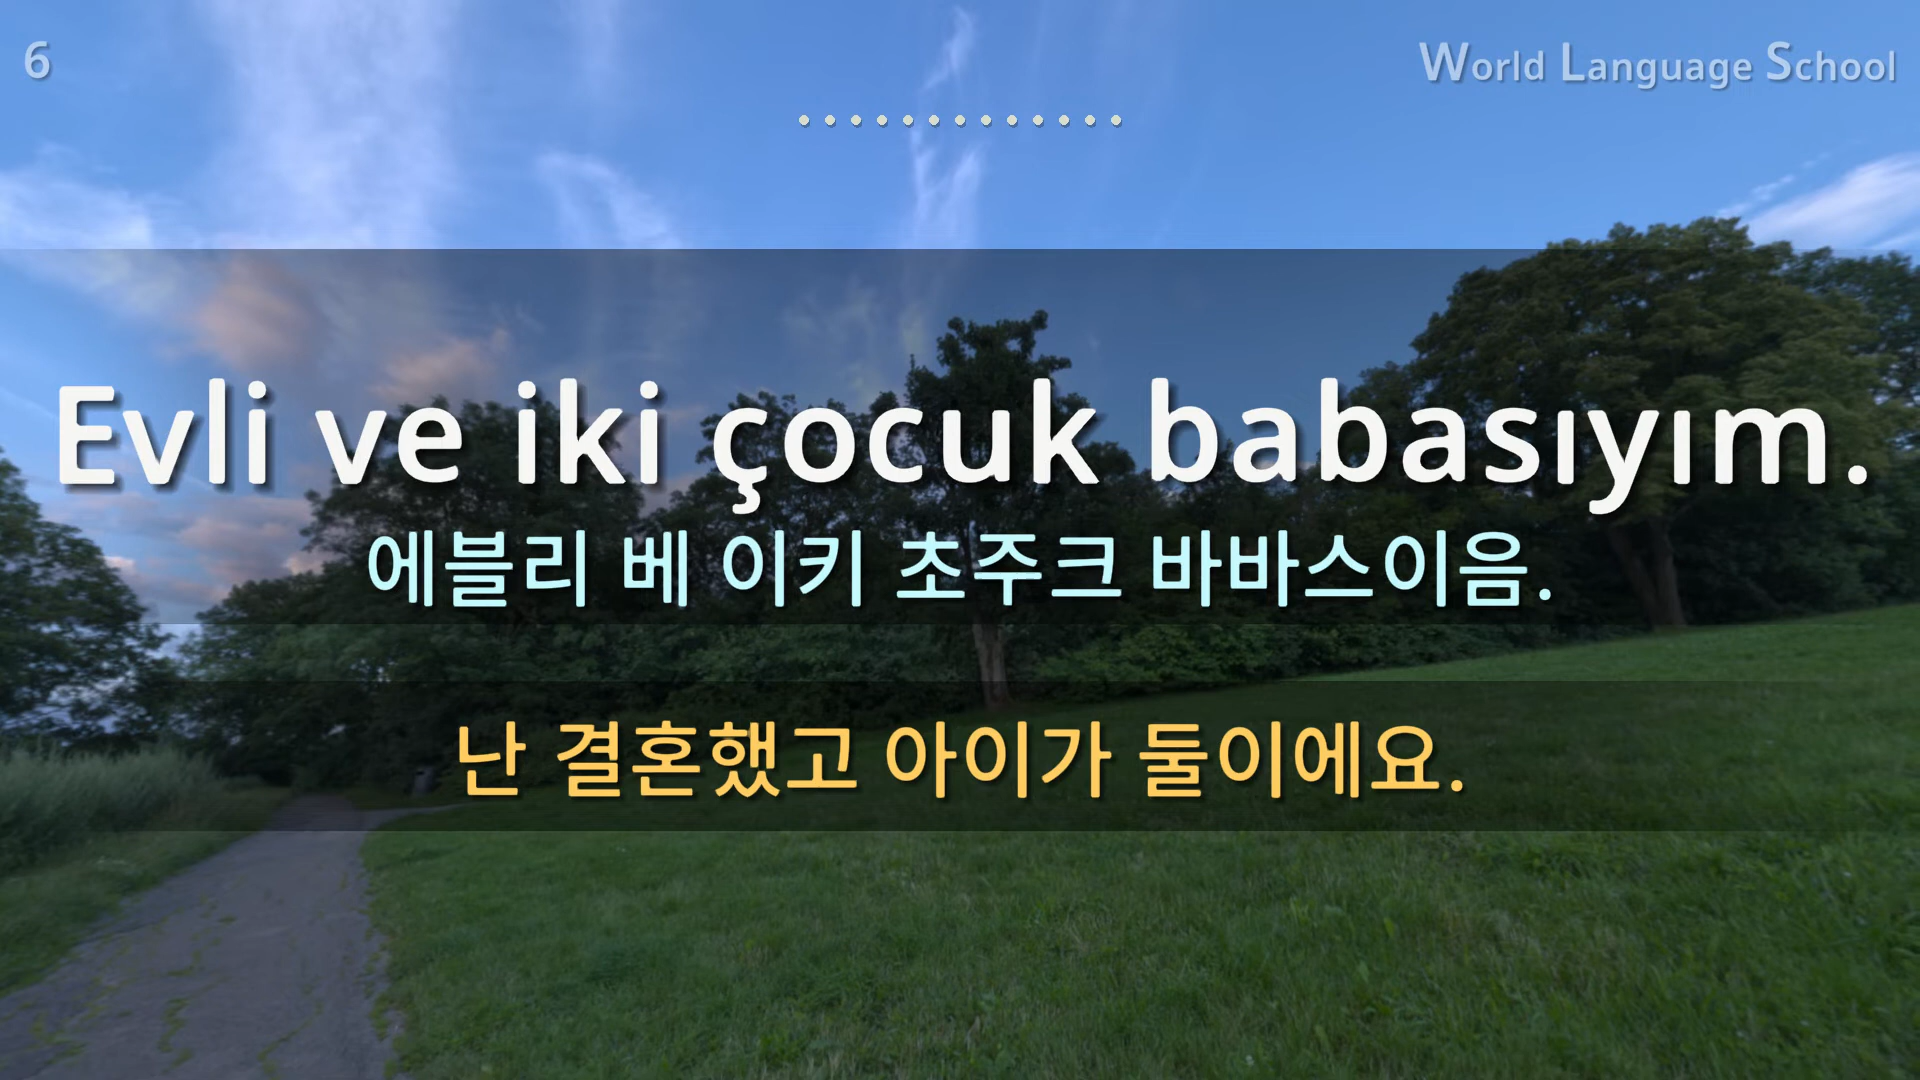 6
World Language School
Evli ve iki çocuk babasıyım.
에블리 베 이키 초주크 바바스이음.
난 결혼했고 아이가 둘이에요.